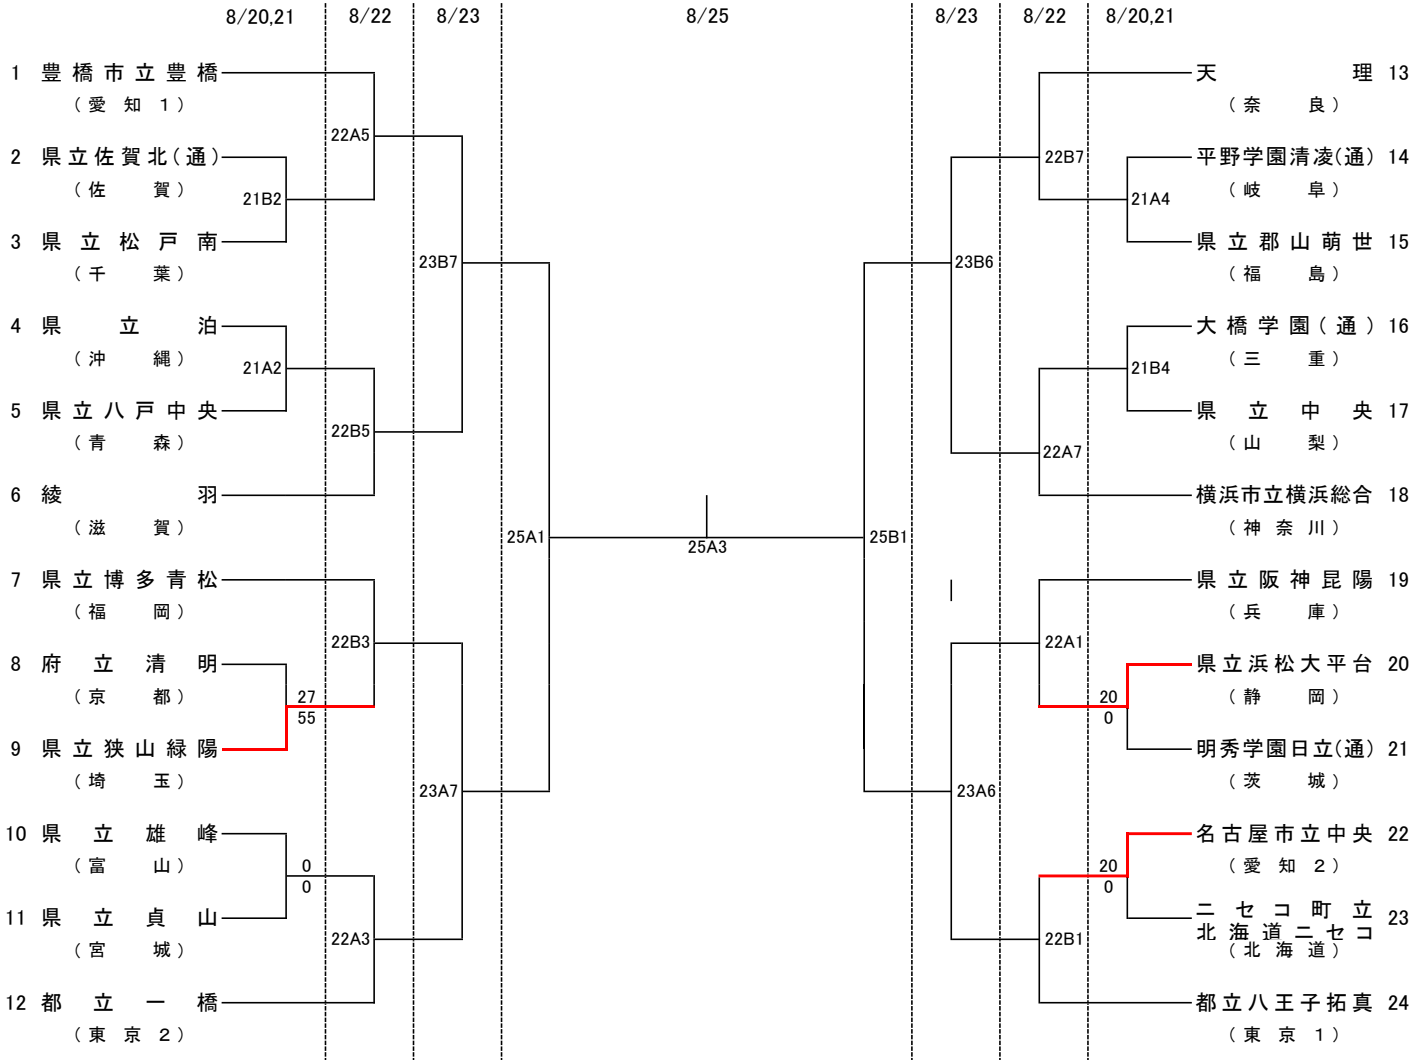 8/20,21 8/22 8/23 8/25 8/23 8/22 8/20,21
1 豊橋市立豊橋
(愛知1)
2 県立佐賀北(通)
(佐賀)
3 県立松戸南
(千葉)
4 県立泊
(沖縄)
5 県立八戸中央
(青森)
6 綾羽
(滋賀)
7 県立博多青松
(福岡)
8 府立清明
(京都)
9 県立狭山緑陽
(埼玉)
10 県立雄峰
(富山)
11 県立貞山
(宮城)
12 都立一橋
(東京2)
21B2
21A2
27
55
0
0
22A5
22B5
22B3
22A3
23B7
23A7
25A1
25A3
25B1
23B6
23A6
22B7
22A7
22A1
22B1
21A4
21B4
20
0
20
0
天理 13
(奈良)
平野学園清凌(通) 14
(岐阜)
県立郡山萌世 15
(福島)
大橋学園(通) 16
(三重)
県立中央 17
(山梨)
横浜市立横浜総合 18
(神奈川)
県立阪神昆陽 19
(兵庫)
県立浜松大平台 20
(静岡)
明秀学園日立(通) 21
(茨城)
名古屋市立中央 22
(愛知2)
ニセコ町立
北海道ニセコ 23
(北海道)
都立八王子拓真 24
(東京1)